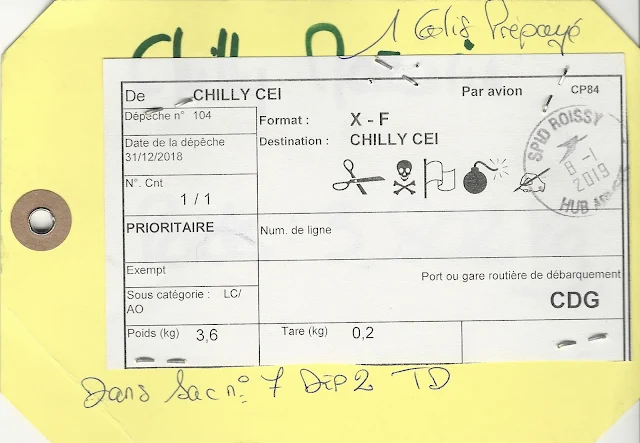 1 Colis Prépayé
De CHILLY CEI Par avion CP84
Dépêche n° 104
Format : X - F
Date de la dépêche
31/12/2018
Destination : CHILLY CEI
N°. Cnt
1 / 1
SPID ROISSY
8 -1
2019
HUB
PRIORITAIRE
Num. de ligne
Exempt
Port ou gare routière de débarquement
CDG
Sous catégorie : LC/
AO
Poids (kg) 3,6 Tare (kg) 0,2
Dans Sac n° 7 Dép 2 TD